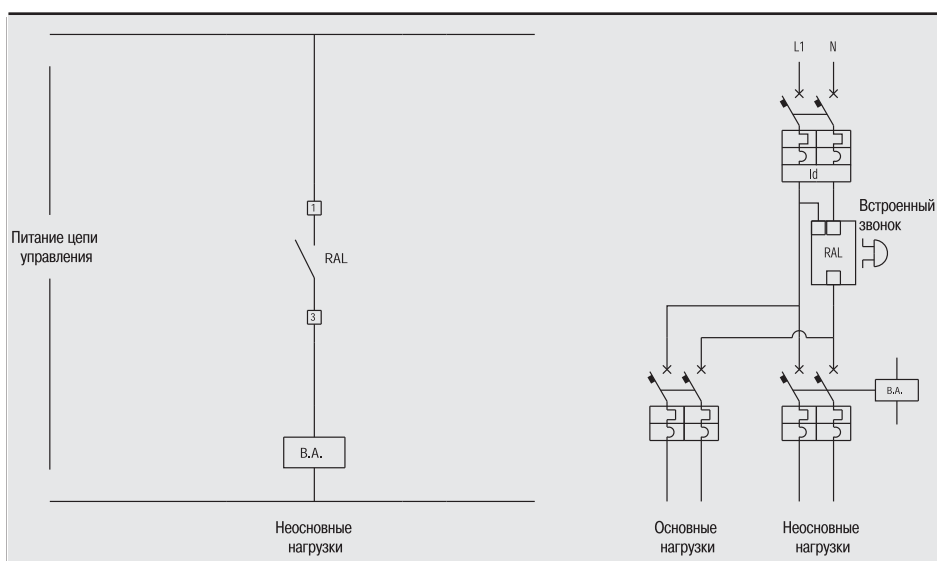 L1 N
Id
Встроенный
звонок
RAL
1
Питание цепи
управления
RAL
3
B.A.
B.A.
Неосновные
нагрузки
Основные
нагрузки
Неосновные
нагрузки